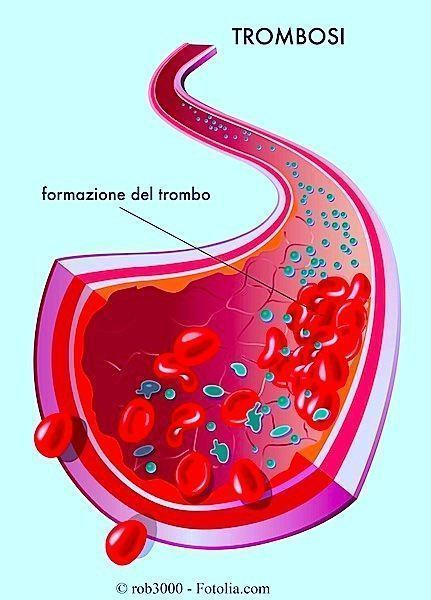 TROMBOSI
formazione del trombo
© rob3000 - Fotolia.com